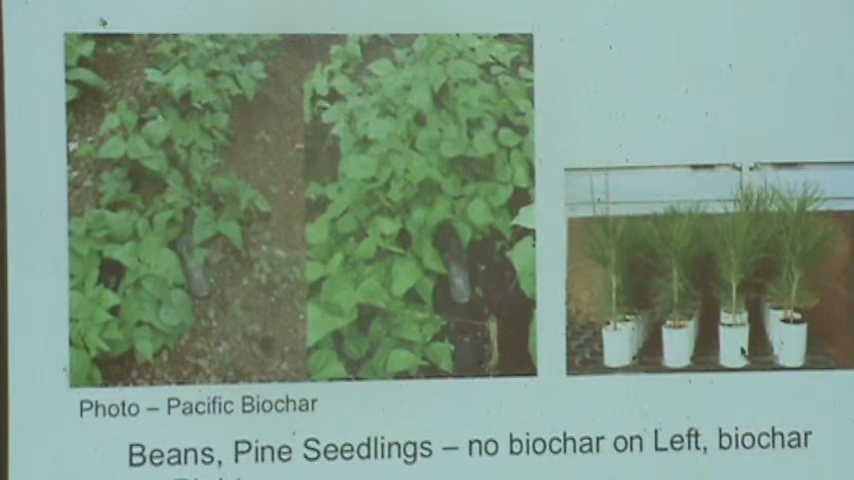 Photo – Pacific Biochar
Beans, Pine Seedlings – no biochar on Left, biochar